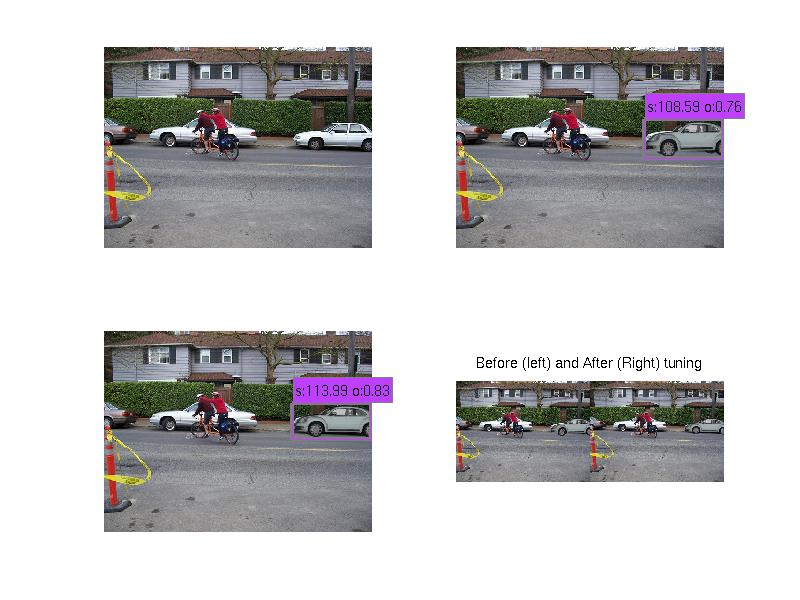 s:108.59 o:0.76
s:113.99 o:0.83
Before (left) and After (Right) tuning